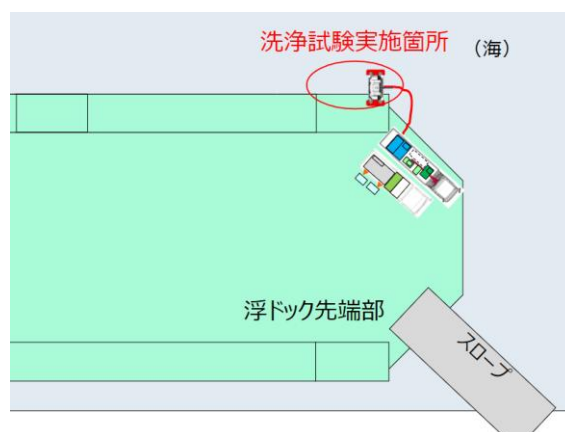 洗浄試験実施箇所
（海）
浮ドック先端部
スロープ